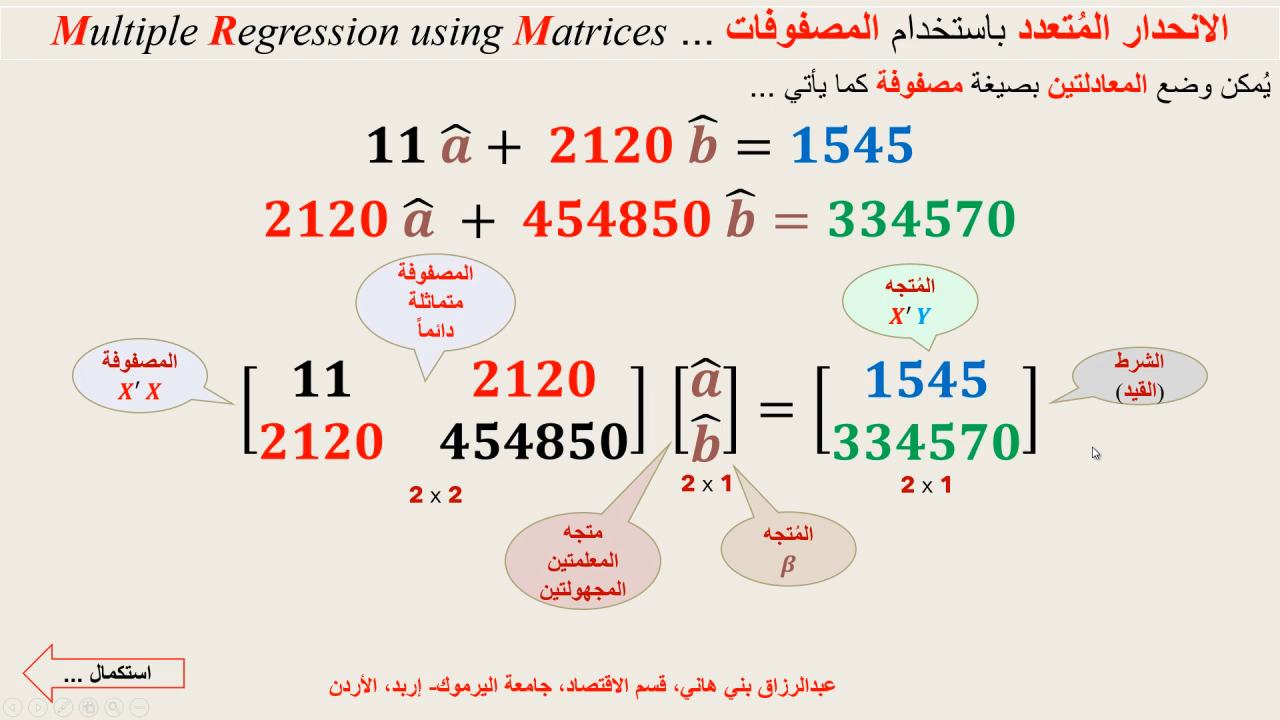 الانحدار المُتعدد باستخدام المصفوفات ... Multiple Regression using Matrices
يُمكن وضع المعادلتين بصيغة مصفوفة كما يأتي ...
11 â + 2120 b̂ = 1545
2120 â + 454850 b̂ = 334570
المصفوفة
متماثلة
دائماً
المُتجه
X′ Y
المصفوفة
X′ X
الشرط
(القيد)
[11 2120] [â] = [1545]
[2120 454850] [b̂] [334570]
2 x 2
2 x 1
2 x 1
متجه
المعلمتين
المجهولتين
المُتجه
β
استكمال ...
عبدالرزاق بني هاني، قسم الاقتصاد، جامعة اليرموك- إربد، الأردن